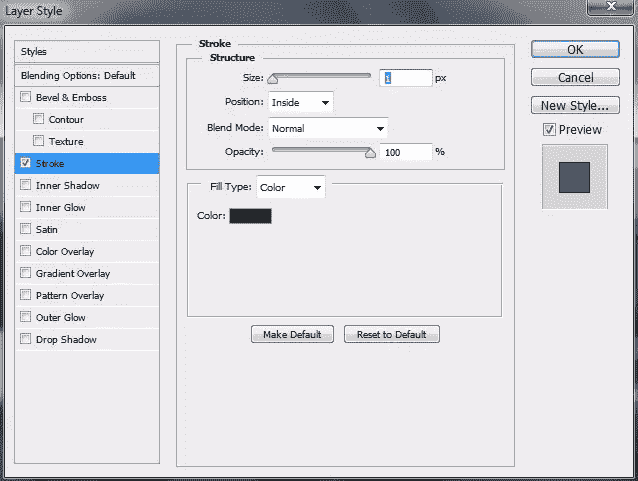 Layer Style
Styles
Blending Options: Default
Bevel & Emboss
Contour
Texture
Stroke
Inner Shadow
Inner Glow
Satin
Color Overlay
Gradient Overlay
Pattern Overlay
Outer Glow
Drop Shadow
Stroke
Structure
Size: 1 px
Position: Inside
Blend Mode: Normal
Opacity: 100 %
Fill Type: Color
Color:
Make Default Reset to Default
OK
Cancel
New Style...
Preview